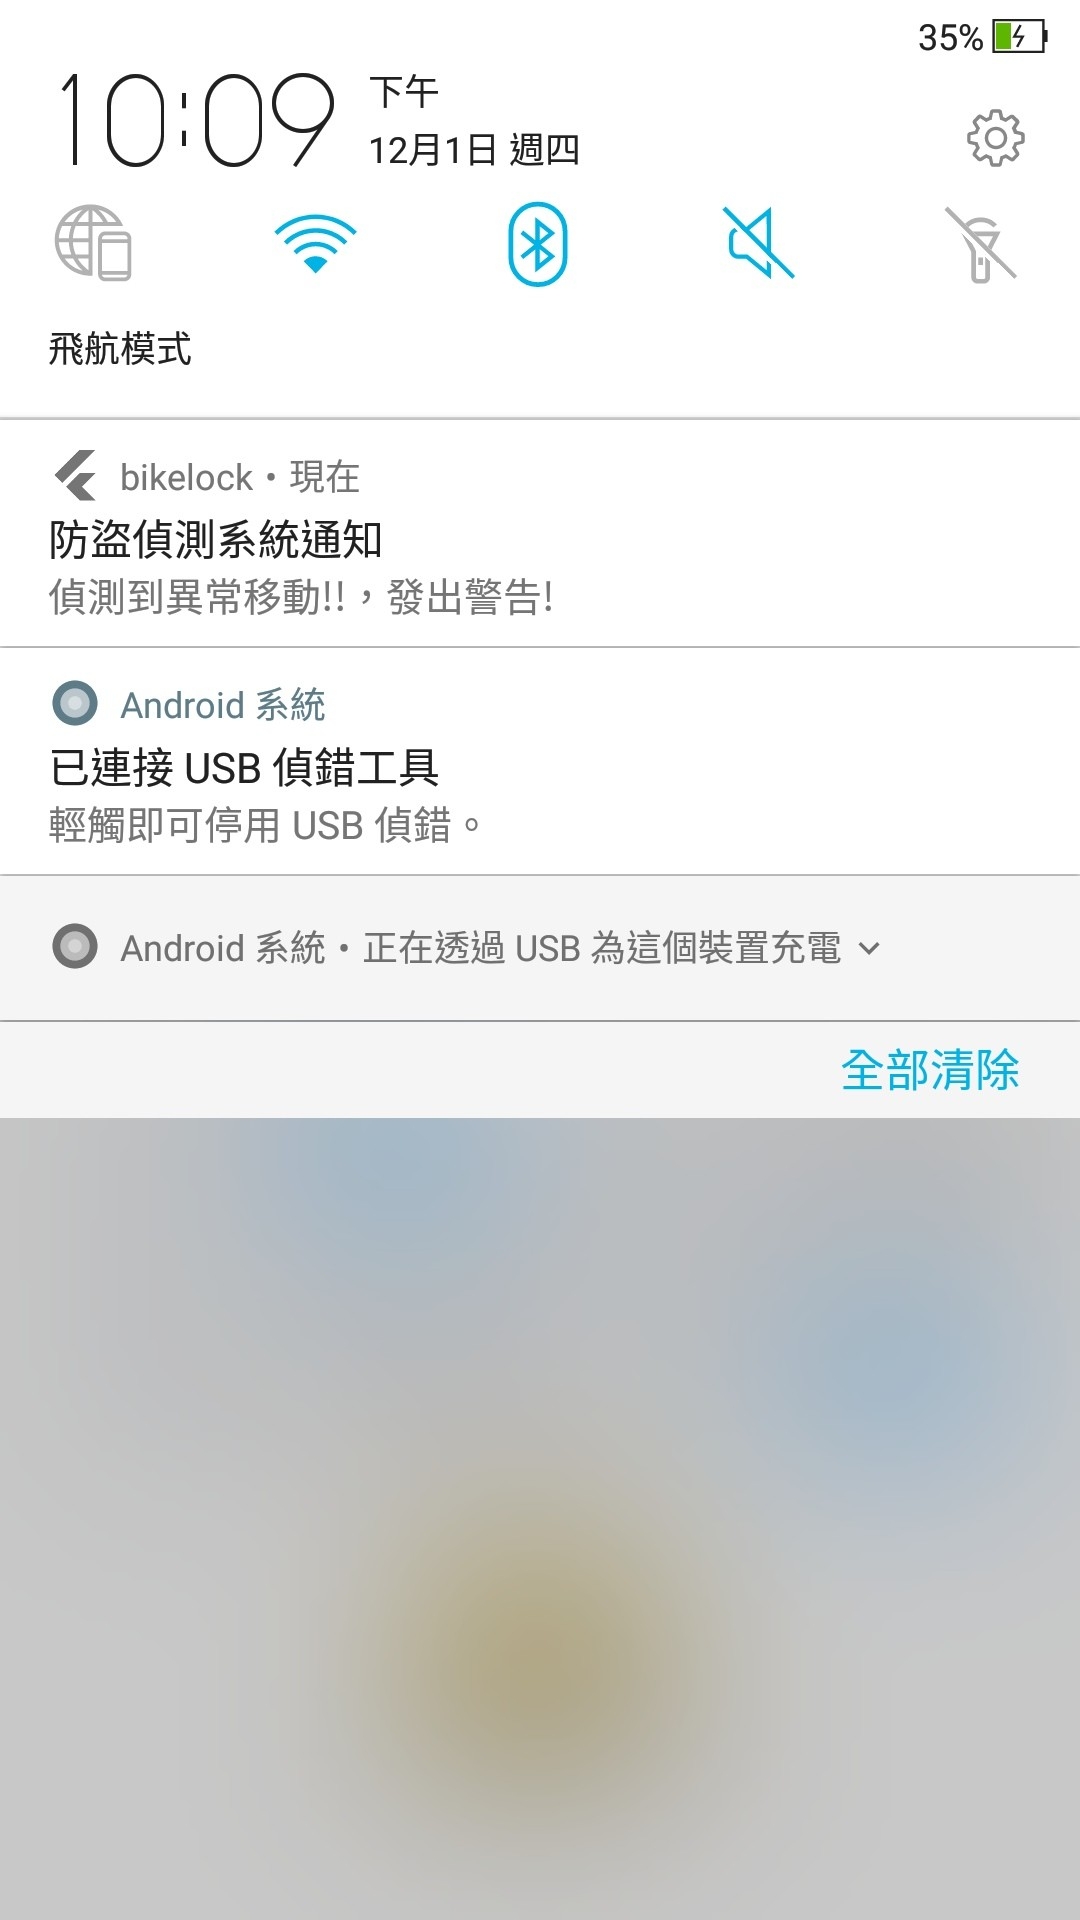 35%
10:09
下午
12月1日 週四
飛航模式
bikelock • 現在
防盜偵測系統通知
偵測到異常移動!!，發出警告!
Android 系統
已連接 USB 偵錯工具
輕觸即可停用 USB 偵錯。
Android 系統 • 正在透過 USB 為這個裝置充電
全部清除